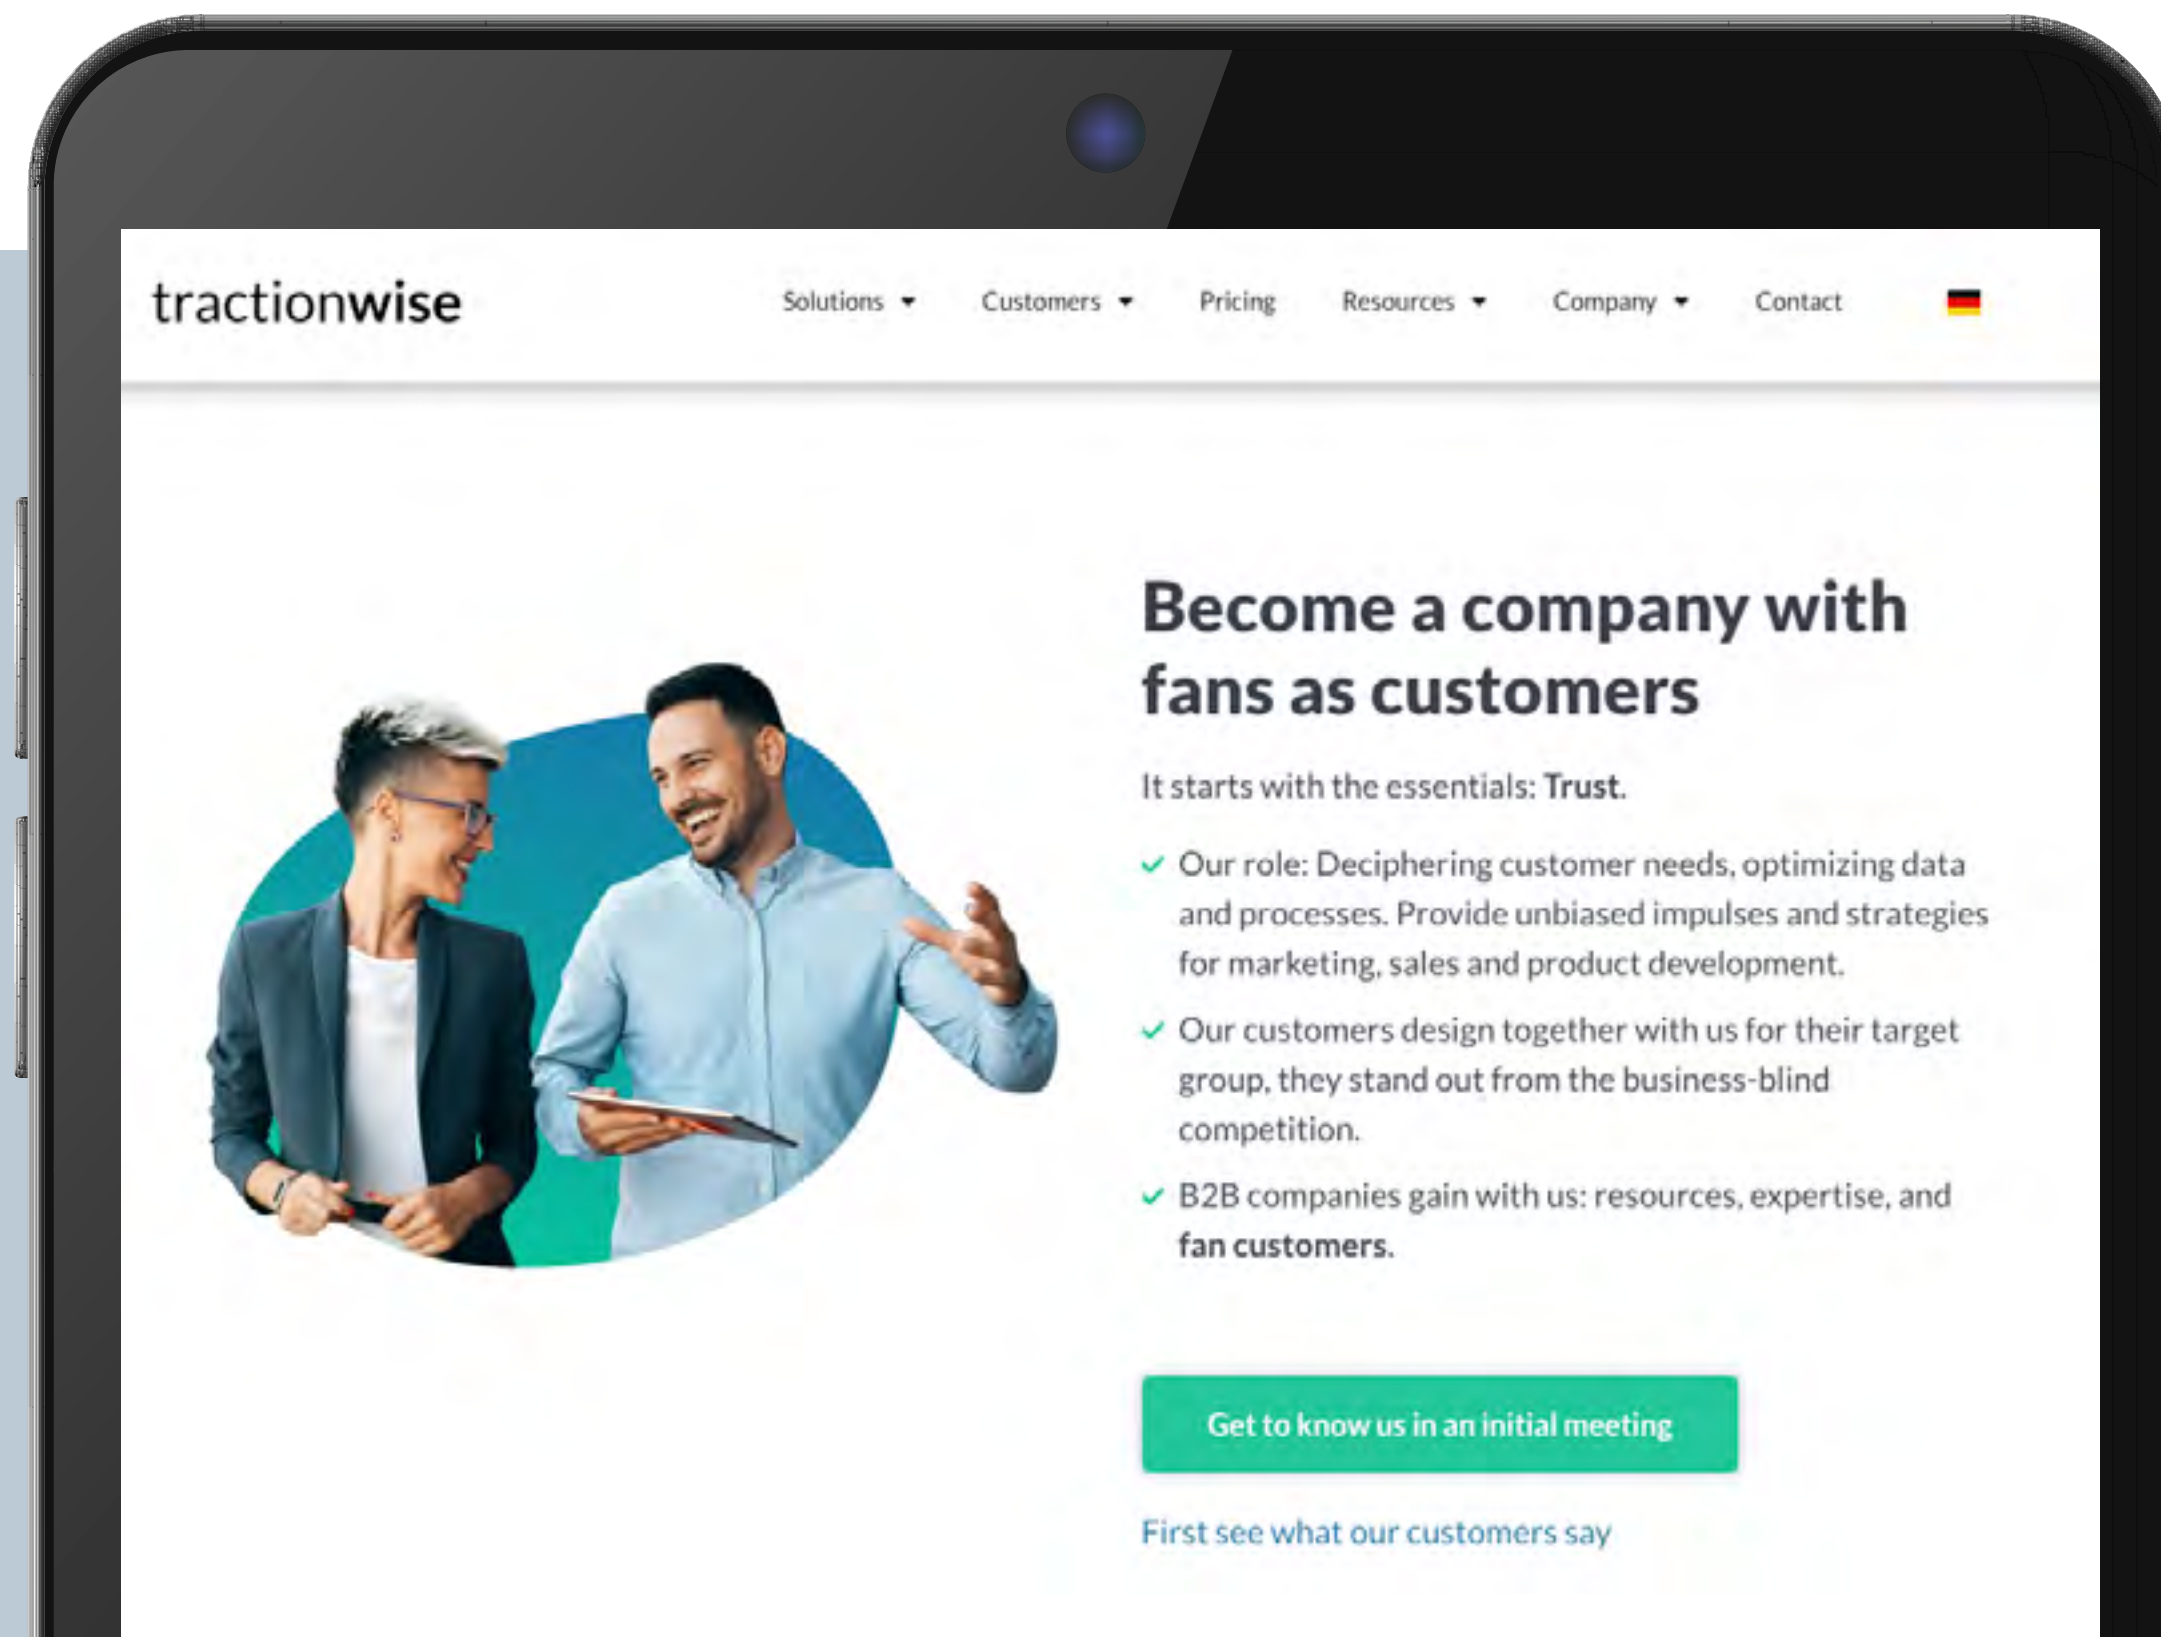 tractionwise
Solutions
Customers
Pricing
Resources
Company
Contact
Become a company with
fans as customers
It starts with the essentials: Trust.
Our role: Deciphering customer needs, optimizing data
and processes. Provide unbiased impulses and strategies
for marketing, sales and product development.
Our customers design together with us for their target
group, they stand out from the business-blind
competition.
B2B companies gain with us: resources, expertise, and
fan customers.
Get to know us in an initial meeting
First see what our customers say